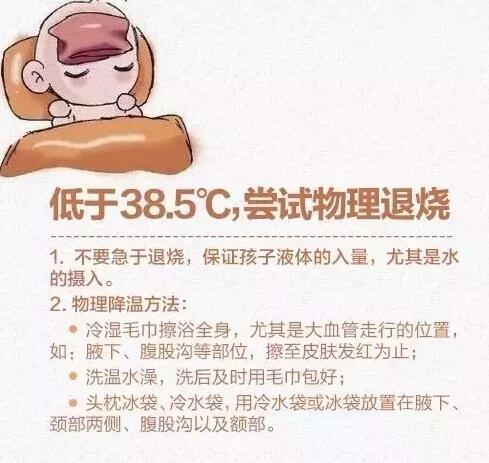 低于38.5℃,尝试物理退烧
1. 不要急于退烧，保证孩子液体的入量，尤其是水
的摄入。
2. 物理降温方法：
● 冷湿毛巾擦浴全身，尤其是大血管走行的位置，
如：腋下、腹股沟等部位，擦至皮肤发红为止；
● 洗温水澡，洗后及时用毛巾包好；
● 头枕冰袋、冷水袋，用冷水袋或冰袋放置在腋下、
颈部两侧、腹股沟以及额部。